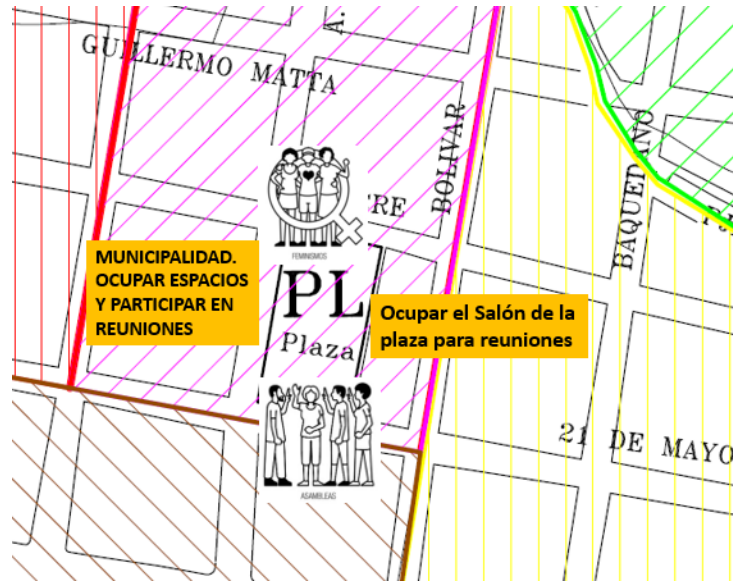 A.
GUILLERMO MATTA
BOLIVAR
BAQUEDANO
'RE
FEMINISMOS
MUNICIPALIDAD.
OCUPAR ESPACIOS
Y PARTICIPAR EN
REUNIONES
PL
Plaza
Ocupar el Salón de la
plaza para reuniones
ASAMBLEAS
21 DE MAYO